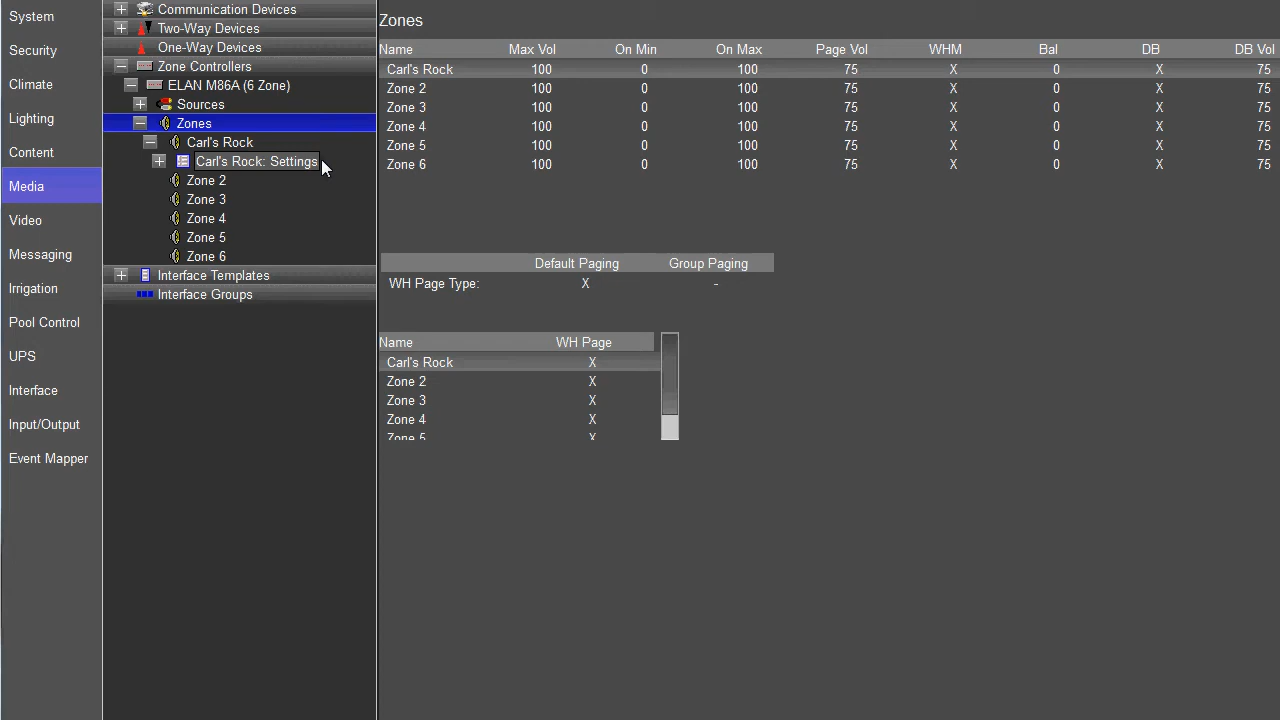 System
Security
Climate
Lighting
Content
Media
Video
Messaging
Irrigation
Pool Control
UPS
Interface
Input/Output
Event Mapper
Communication Devices
Two-Way Devices
One-Way Devices
Zone Controllers
ELAN M86A (6 Zone)
Sources
Zones
Carl's Rock
Carl's Rock: Settings
Zone 2
Zone 3
Zone 4
Zone 5
Zone 6
Interface Templates
Interface Groups
Zones
Name Max Vol On Min On Max Page Vol WHM Bal DB DB Vol
Carl's Rock 100 0 100 75 X 0 X 75
Zone 2 100 0 100 75 X 0 X 75
Zone 3 100 0 100 75 X 0 X 75
Zone 4 100 0 100 75 X 0 X 75
Zone 5 100 0 100 75 X 0 X 75
Zone 6 100 0 100 75 X 0 X 75
Default Paging Group Paging
WH Page Type: X -
Name WH Page
Carl's Rock X
Zone 2 X
Zone 3 X
Zone 4 X
Zone 5 X